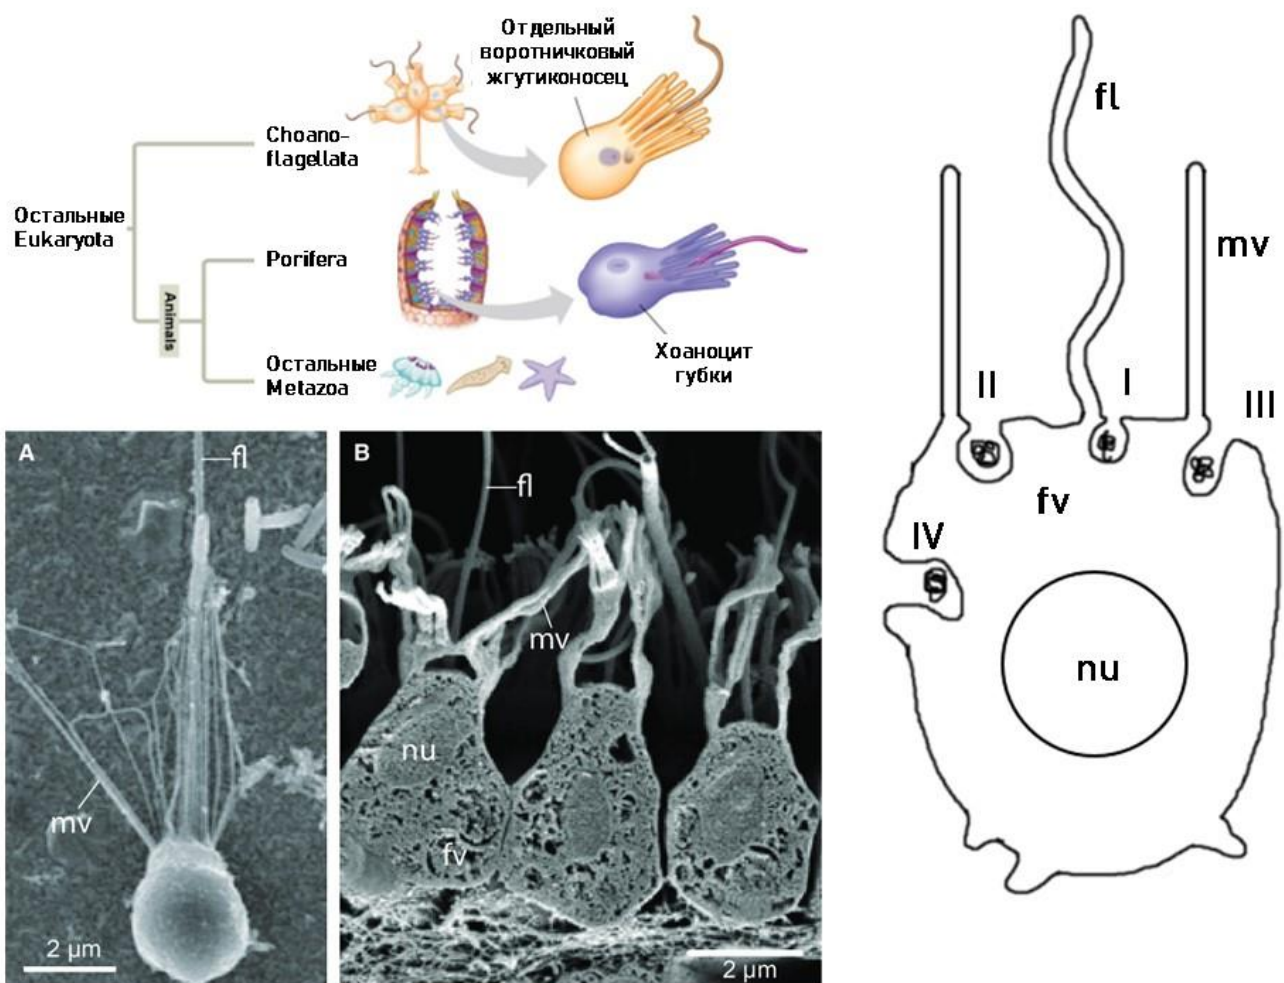 Отдельный
воротничковый
жгутиконосец
Choano-
flagellata
Остальные
Eukaryota
Porifera
Animals
Хоаноцит
губки
Остальные
Metazoa
A
fl
mv
2 µm
B
fl
mv
nu
fv
2 µm
fl
mv
II
I
III
fv
IV
nu